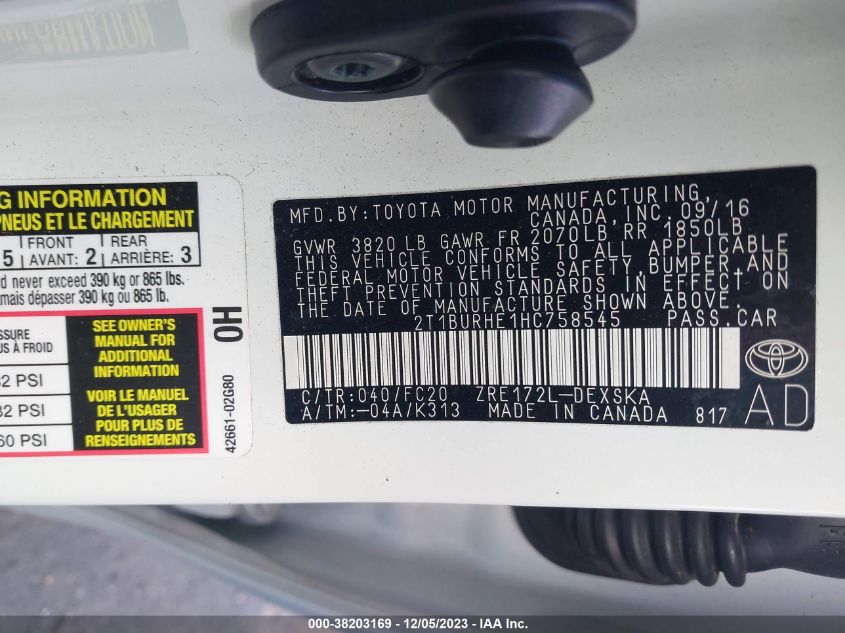 G INFORMATION
PNEUS ET LE CHARGEMENT
5 FRONT AVANT: 2 REAR ARRIÈRE: 3
d never exceed 390 kg or 865 lbs.
mais dépasser 390 kg ou 865 lb.
SSURE
S À FROID
32 PSI
32 PSI
60 PSI
SEE OWNER'S
MANUAL FOR
ADDITIONAL
INFORMATION
VOIR LE MANUEL
DE L'USAGER
POUR PLUS DE
RENSEIGNEMENTS
0H
42661-02G80
MFD.BY:TOYOTA MOTOR MANUFACTURING,
CANADA,INC.09/16
GVWR 3820 LB GAWR FR 2070LB RR 1850LB
THIS VEHICLE CONFORMS TO ALL APPLICABLE
FEDERAL MOTOR VEHICLE SAFETY,BUMPER,AND
THEFT PREVENTION STANDARDS IN EFFECT ON
THE DATE OF MANUFACTURE SHOWN ABOVE.
2T1BURHE1HC758545 PASS.CAR
C/TR:040/FC20 ZRE172L-DEXSKA
A/TM:-04A/K313 MADE IN CANADA 817
AD
000-38203169 - 12/05/2023 - IAA Inc.